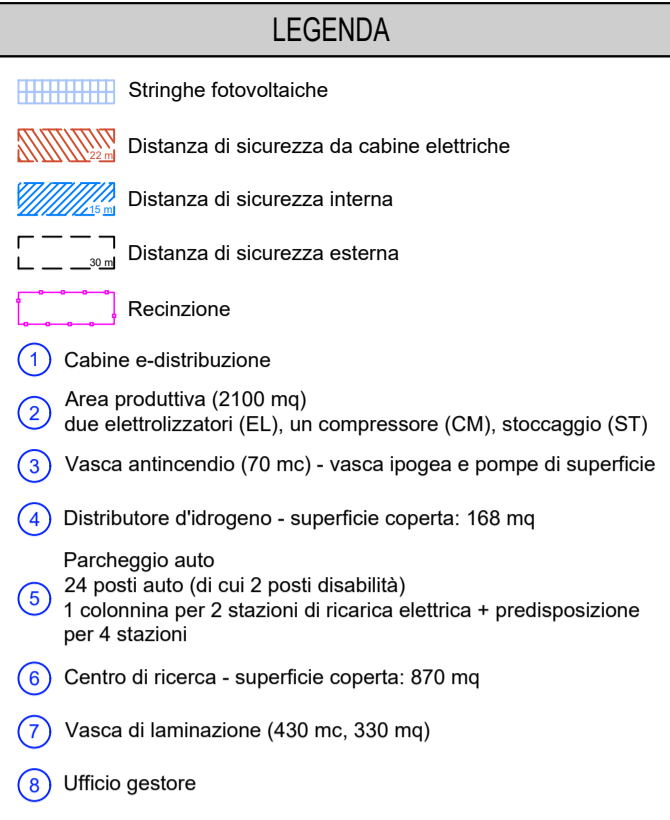 LEGENDA
Stringhe fotovoltaiche
22 m
Distanza di sicurezza da cabine elettriche
15 m
Distanza di sicurezza interna
30 m
Distanza di sicurezza esterna
Recinzione
1 Cabine e-distribuzione
Area produttiva (2100 mq)
2
due elettrolizzatori (EL), un compressore (CM), stoccaggio (ST)
3 Vasca antincendio (70 mc) - vasca ipogea e pompe di superficie
4 Distributore d'idrogeno - superficie coperta: 168 mq
Parcheggio auto
24 posti auto (di cui 2 posti disabilità)
5
1 colonnina per 2 stazioni di ricarica elettrica + predisposizione
per 4 stazioni
6 Centro di ricerca - superficie coperta: 870 mq
7 Vasca di laminazione (430 mc, 330 mq)
8 Ufficio gestore